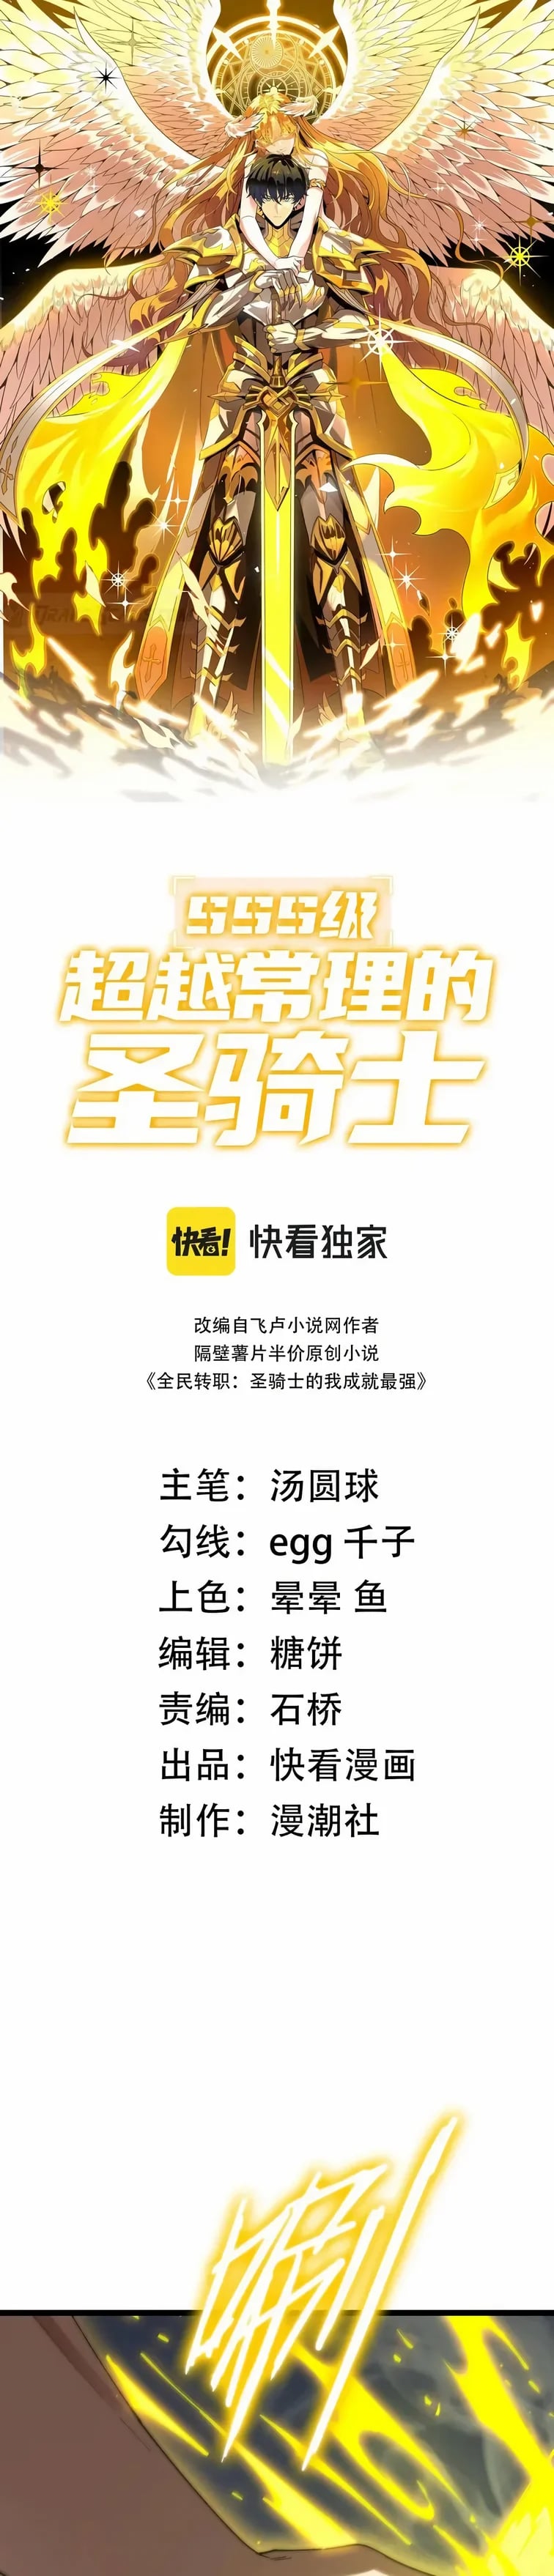 SSS级
超越常理的
圣骑士
快看!
快看独家
改编自飞卢小说网作者
隔壁薯片半价原创小说
《全民转职：圣骑士的我成就最强》
主笔：汤圆球
勾线：egg 千子
上色：晕晕 鱼
编辑：糖饼
责编：石桥
出品：快看漫画
制作：漫潮社
唰